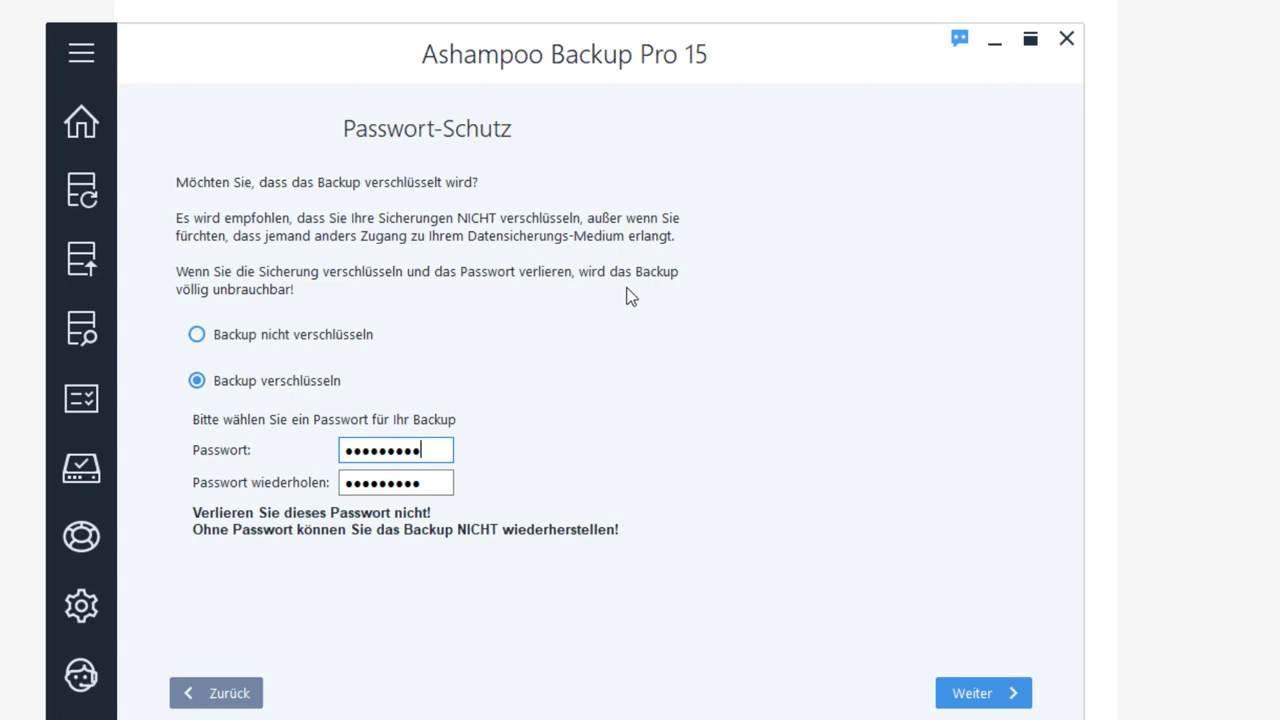 Ashampoo Backup Pro 15
Passwort-Schutz
Möchten Sie, dass das Backup verschlüsselt wird?
Es wird empfohlen, dass Sie Ihre Sicherungen NICHT verschlüsseln, außer wenn Sie
fürchten, dass jemand anders Zugang zu Ihrem Datensicherungs-Medium erlangt.
Wenn Sie die Sicherung verschlüsseln und das Passwort verlieren, wird das Backup
völlig unbrauchbar!
Backup nicht verschlüsseln
Backup verschlüsseln
Bitte wählen Sie ein Passwort für Ihr Backup
Passwort: ●●●●●●●●●
Passwort wiederholen: ●●●●●●●●●
Verlieren Sie dieses Passwort nicht!
Ohne Passwort können Sie das Backup NICHT wiederherstellen!
Zurück
Weiter